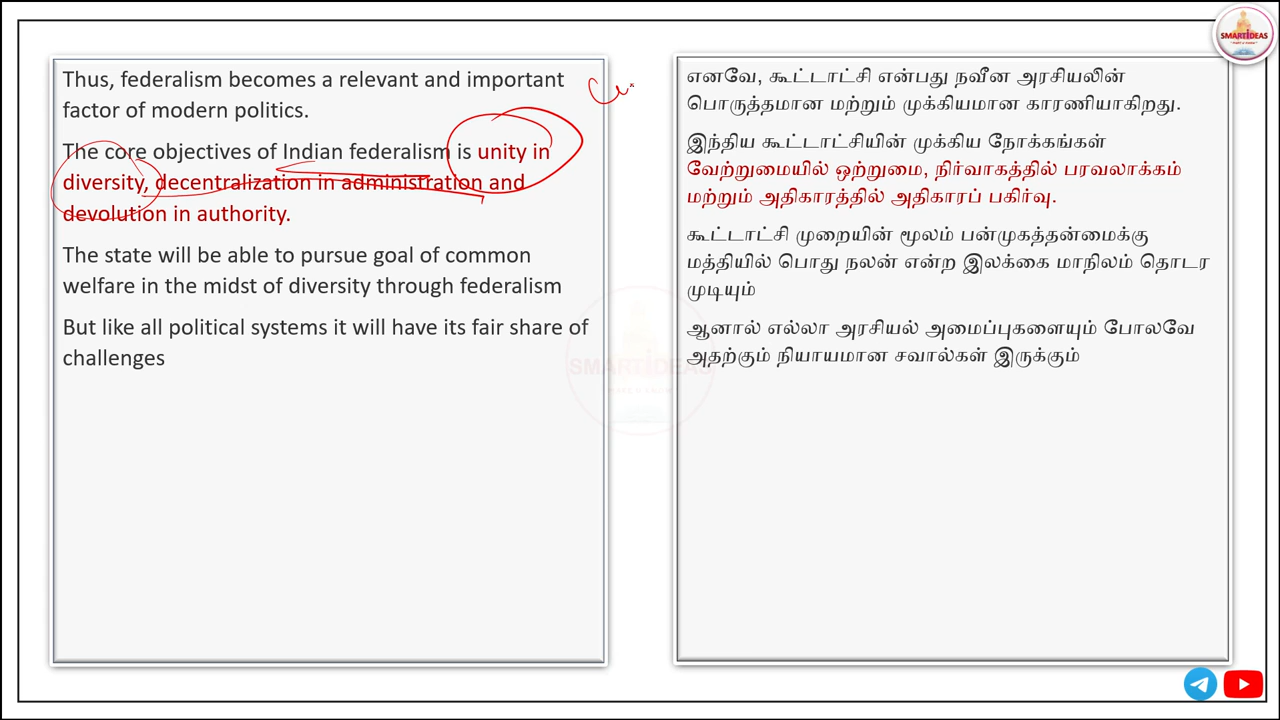 SMARTIDEAS
Thus, federalism becomes a relevant and important
factor of modern politics.
The core objectives of Indian federalism is unity in
diversity, decentralization in administration and
devolution in authority.
The state will be able to pursue goal of common
welfare in the midst of diversity through federalism
But like all political systems it will have its fair share of
challenges
எனவே, கூட்டாட்சி என்பது நவீன அரசியலின்
பொருத்தமான மற்றும் முக்கியமான காரணியாகிறது.
இந்திய கூட்டாட்சியின் முக்கிய நோக்கங்கள்
வேற்றுமையில் ஒற்றுமை, நிர்வாகத்தில் பரவலாக்கம்
மற்றும் அதிகாரத்தில் அதிகாரப் பகிர்வு.
கூட்டாட்சி முறையின் மூலம் பன்முகத்தன்மைக்கு
மத்தியில் பொது நலன் என்ற இலக்கை மாநிலம் தொடர
முடியும்
ஆனால் எல்லா அரசியல் அமைப்புகளையும் போலவே
அதற்கும் நியாயமான சவால்கள் இருக்கும்
SMARTIDEAS